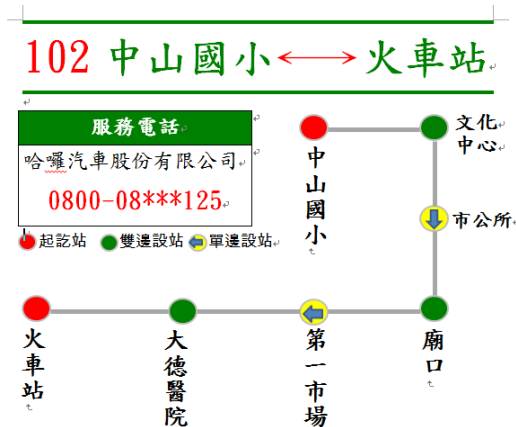 102 中山國小⟷火車站
服務電話
哈囉汽車股份有限公司
0800-08***125
起訖站 雙邊設站 單邊設站
中山國小
文化
中心
市公所
廟口
第一市場
大德醫院
火車站